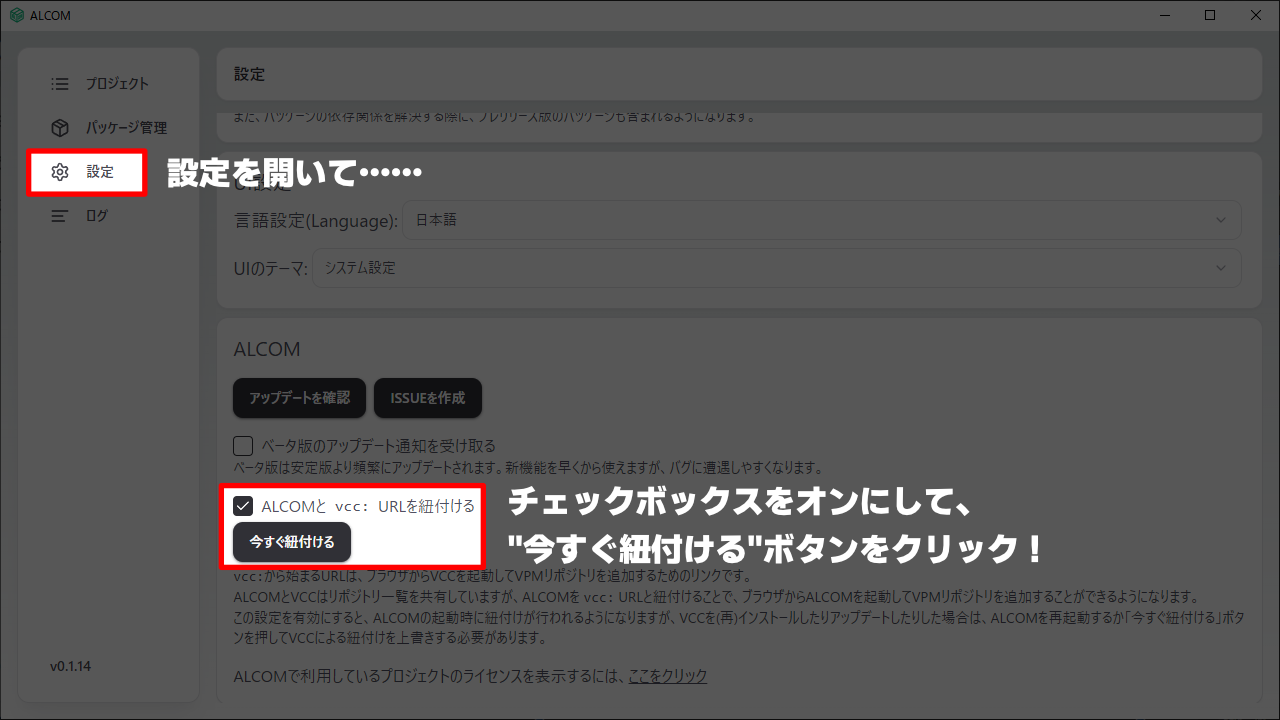 ALCOM
プロジェクト
パッケージ管理
設定
ログ
v0.1.14
設定
また、パッケージの依存関係を解決する際に、プレリリース版のパッケージも含まれるようになります。
設定を開いて……
UI設定
言語設定(Language): 日本語
UIのテーマ: システム設定
ALCOM
アップデートを確認 ISSUEを作成
ベータ版のアップデート通知を受け取る
ベータ版は安定版より頻繁にアップデートされます。新機能を早くから使えますが、バグに遭遇しやすくなります。
ALCOMと vcc: URLを紐付ける
今すぐ紐付ける
チェックボックスをオンにして、
"今すぐ紐付ける"ボタンをクリック！
vcc:から始まるURLは、ブラウザからVCCを起動してVPMリポジトリを追加するためのリンクです。
ALCOMとVCCはリポジトリ一覧を共有していますが、ALCOMを vcc: URLと紐付けることで、ブラウザからALCOMを起動してVPMリポジトリを追加することができるようになります。
この設定を有効にすると、ALCOMの起動時に紐付けが行われるようになりますが、VCCを(再)インストールしたりアップデートしたりした場合は、ALCOMを再起動するか「今すぐ紐付ける」ボタ
ンを押してVCCによる紐付けを上書きする必要があります。
ALCOMで利用しているプロジェクトのライセンスを表示するには、ここをクリック